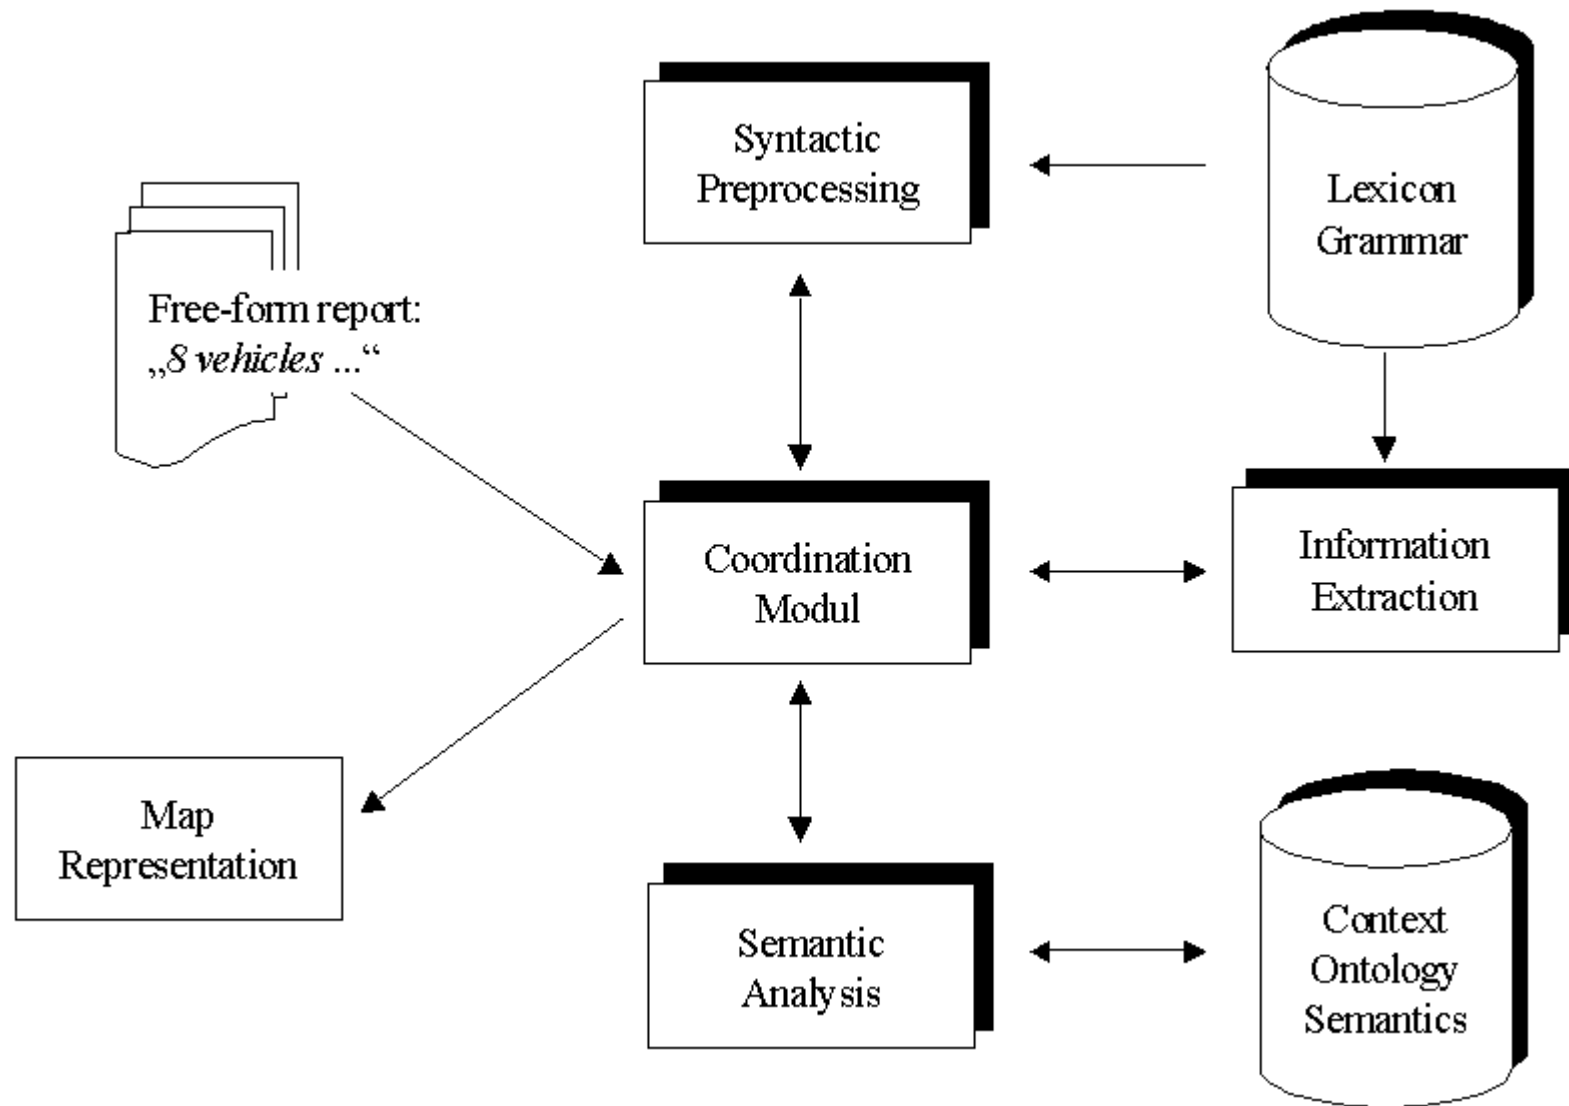 Syntactic
Preprocessing
Lexicon
Grammar
Free-form report:
„8 vehicles ...“
Coordination
Modul
Information
Extraction
Map
Representation
Semantic
Analysis
Context
Ontology
Semantics